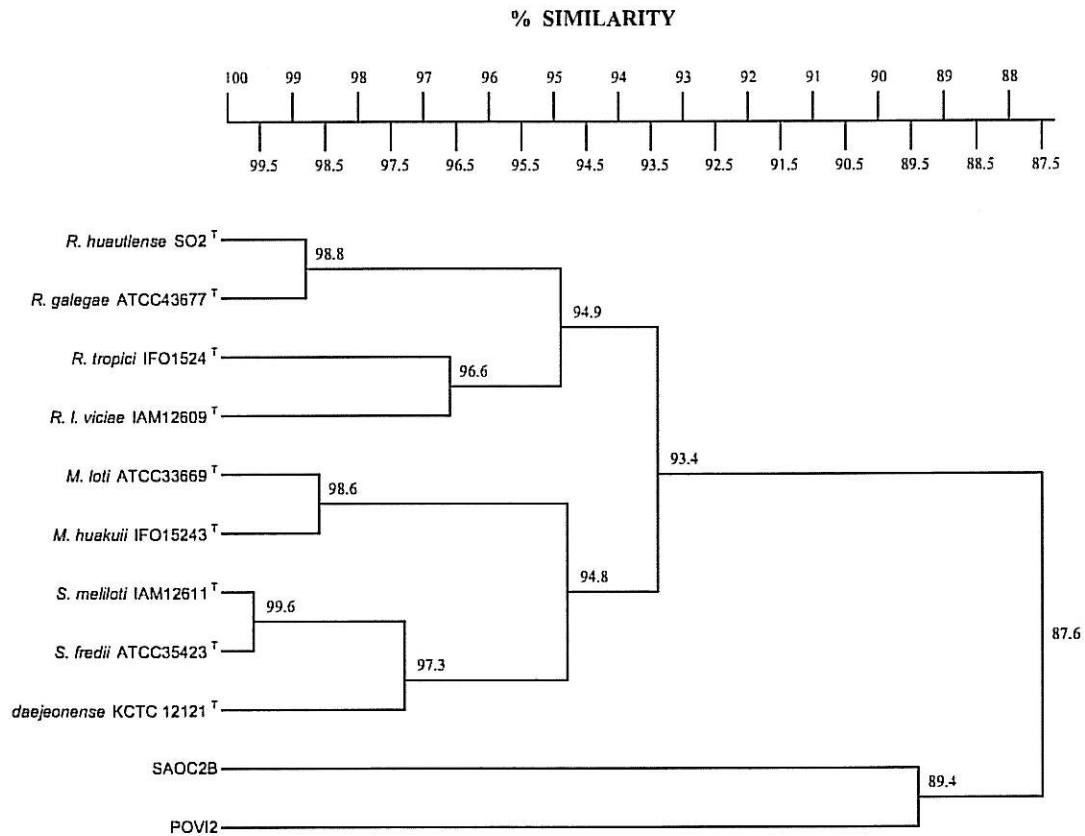 % SIMILARITY
100 99 98 97 96 95 94 93 92 91 90 89 88
99.5 98.5 97.5 96.5 95.5 94.5 93.5 92.5 91.5 90.5 89.5 88.5 87.5
R. huautlense SO2 T
98.8
R. galegae ATCC43677 T
94.9
R. tropici IFO1524 T
96.6
R. l. viciae IAM12609 T
93.4
M. loti ATCC33669 T
98.6
M. huakuii IFO15243 T
94.8
S. meliloti IAM12611 T
99.6
87.6
S. fredii ATCC35423 T
97.3
daejeonense KCTC 12121 T
SAOC2B
89.4
POVI2